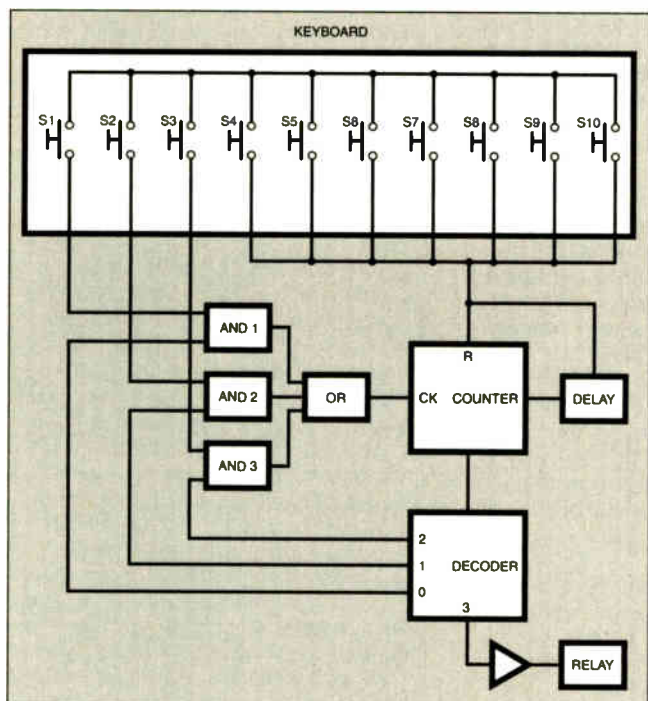 KEYBOARD
S1 S2 S3 S4 S5 S6 S7 S8 S9 S10
AND 1
AND 2
AND 3
OR
R
CK COUNTER
DELAY
2
1
0
DECODER
3
RELAY